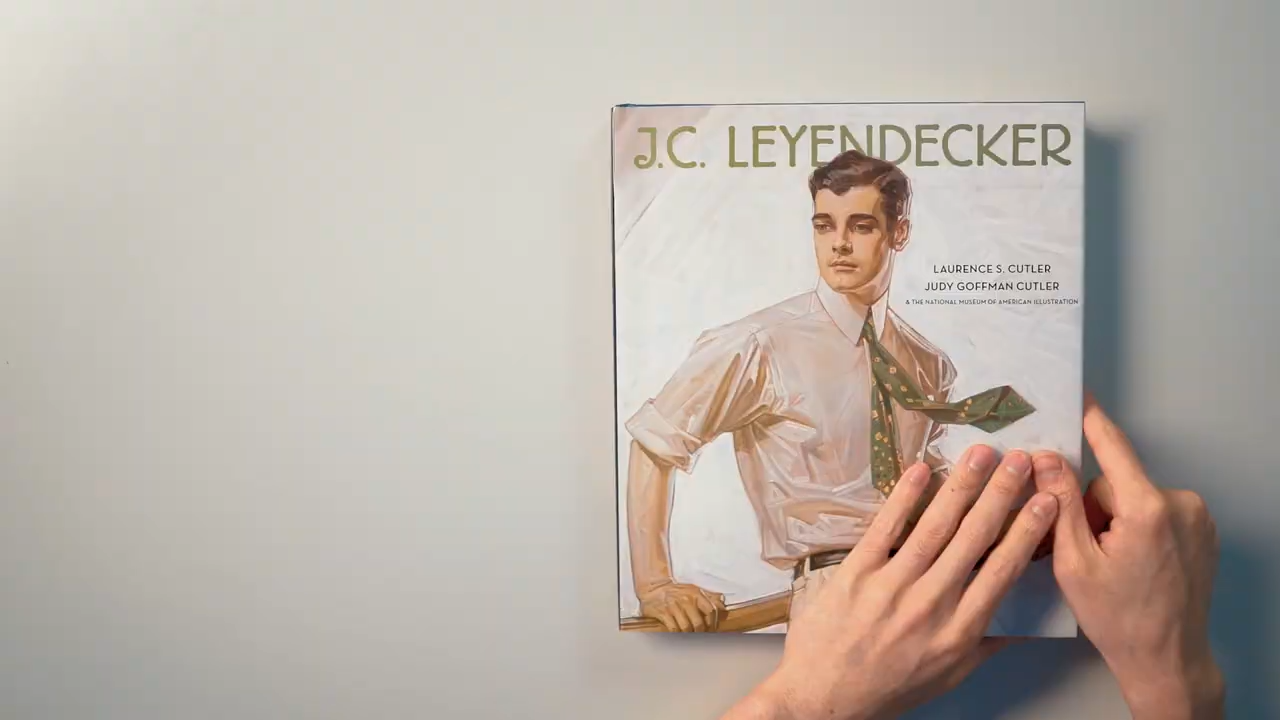 J.C. LEYENDECKER
LAURENCE S. CUTLER
JUDY GOFFMAN CUTLER
& THE NATIONAL MUSEUM OF AMERICAN ILLUSTRATION